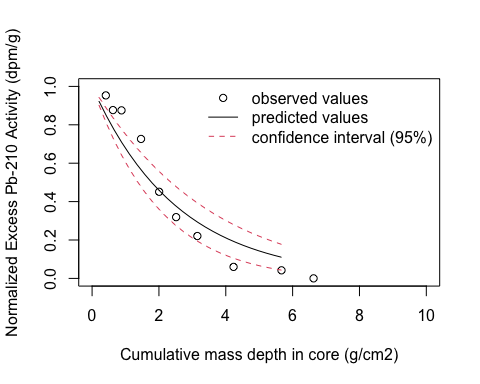 Normalized Excess Pb-210 Activity (dpm/g)
1.0
0.8
0.6
0.4
0.2
0.0
observed values
predicted values
confidence interval (95%)
0 2 4 6 8 10
Cumulative mass depth in core (g/cm2)